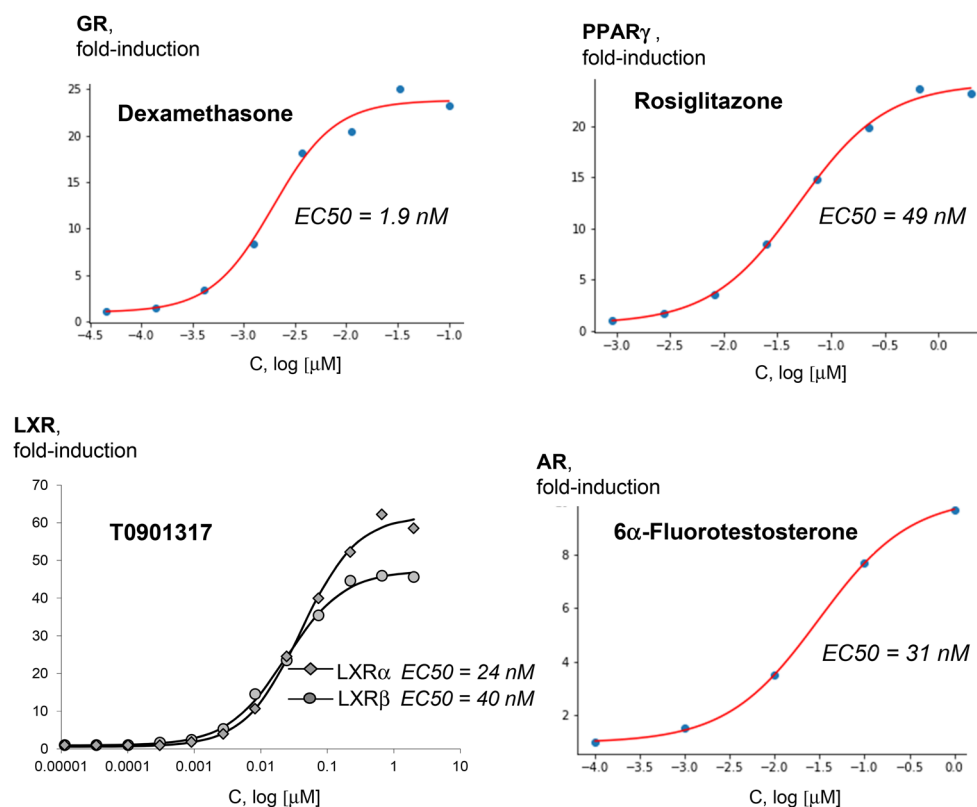 GR,
fold-induction
25
20
15
10
5
0
Dexamethasone
EC50 = 1.9 nM
−4.5 −4.0 −3.5 −3.0 −2.5 −2.0 −1.5 −1.0
C, log [μM]
PPARγ ,
fold-induction
20
15
10
5
0
Rosiglitazone
EC50 = 49 nM
−3.0 −2.5 −2.0 −1.5 −1.0 −0.5 0.0
C, log [μM]
LXR,
fold-induction
70
60
50
40
30
20
10
0
T0901317
LXRα EC50 = 24 nM
LXRβ EC50 = 40 nM
0.00001 0.0001 0.001 0.01 0.1 1 10
C, log [μM]
AR,
fold-induction
8
6
4
2
6α-Fluorotestosterone
EC50 = 31 nM
−4.0 −3.5 −3.0 −2.5 −2.0 −1.5 −1.0 −0.5 0.0
C, log [μM]